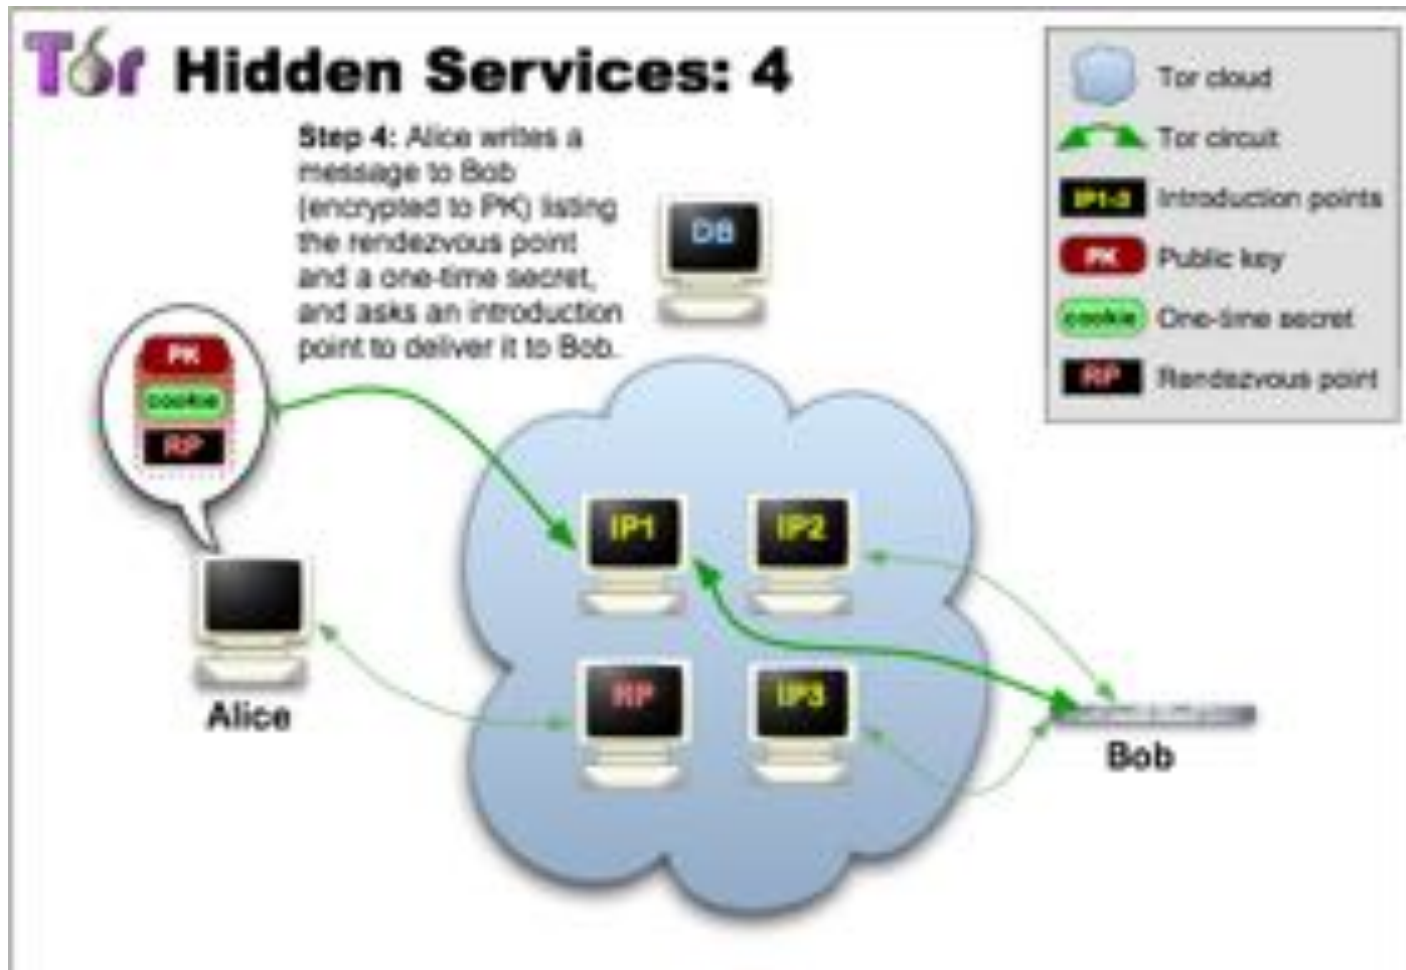 Tor Hidden Services: 4
Step 4: Alice writes a
message to Bob
(encrypted to PK) listing
the rendezvous point
and a one-time secret,
and asks an introduction
point to deliver it to Bob.
DB
Tor cloud
Tor circuit
IP1-3 Introduction points
PK Public key
cookie One-time secret
RP Rendezvous point
PK
cookie
RP
IP1
IP2
RP
IP3
Alice
Bob